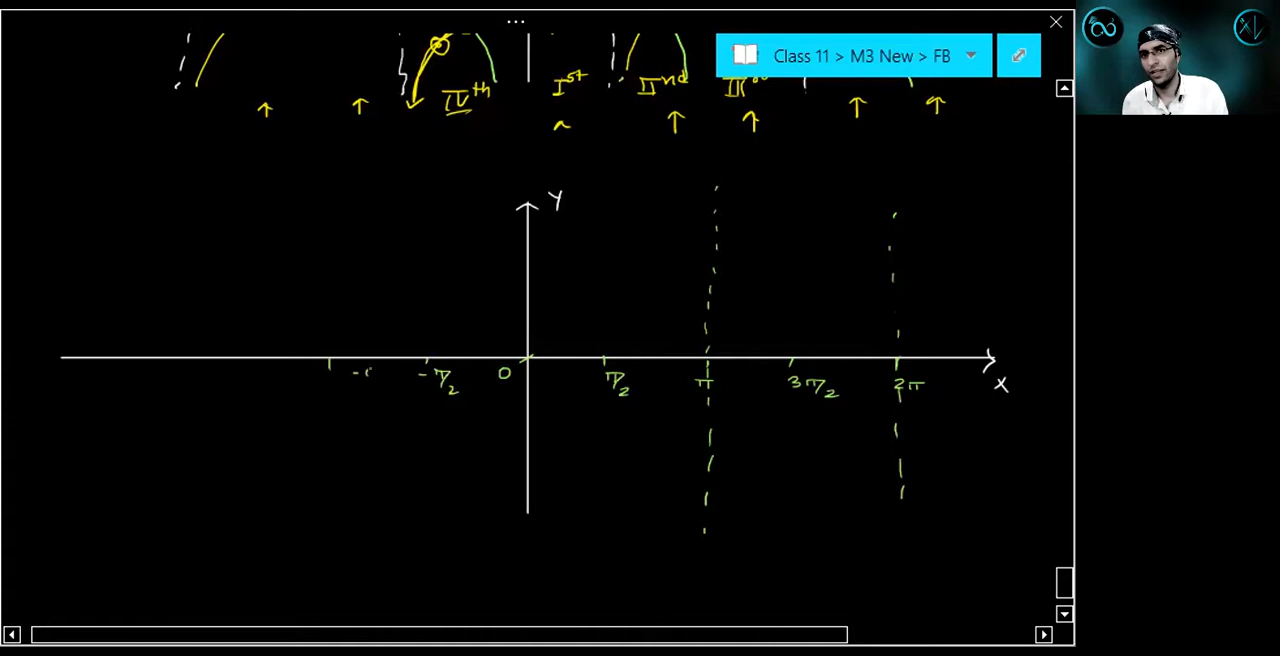 Class 11 > M3 New > FB
IVth Ist IInd
Y
-π/2 0 π/2 π 3π/2 2π
X